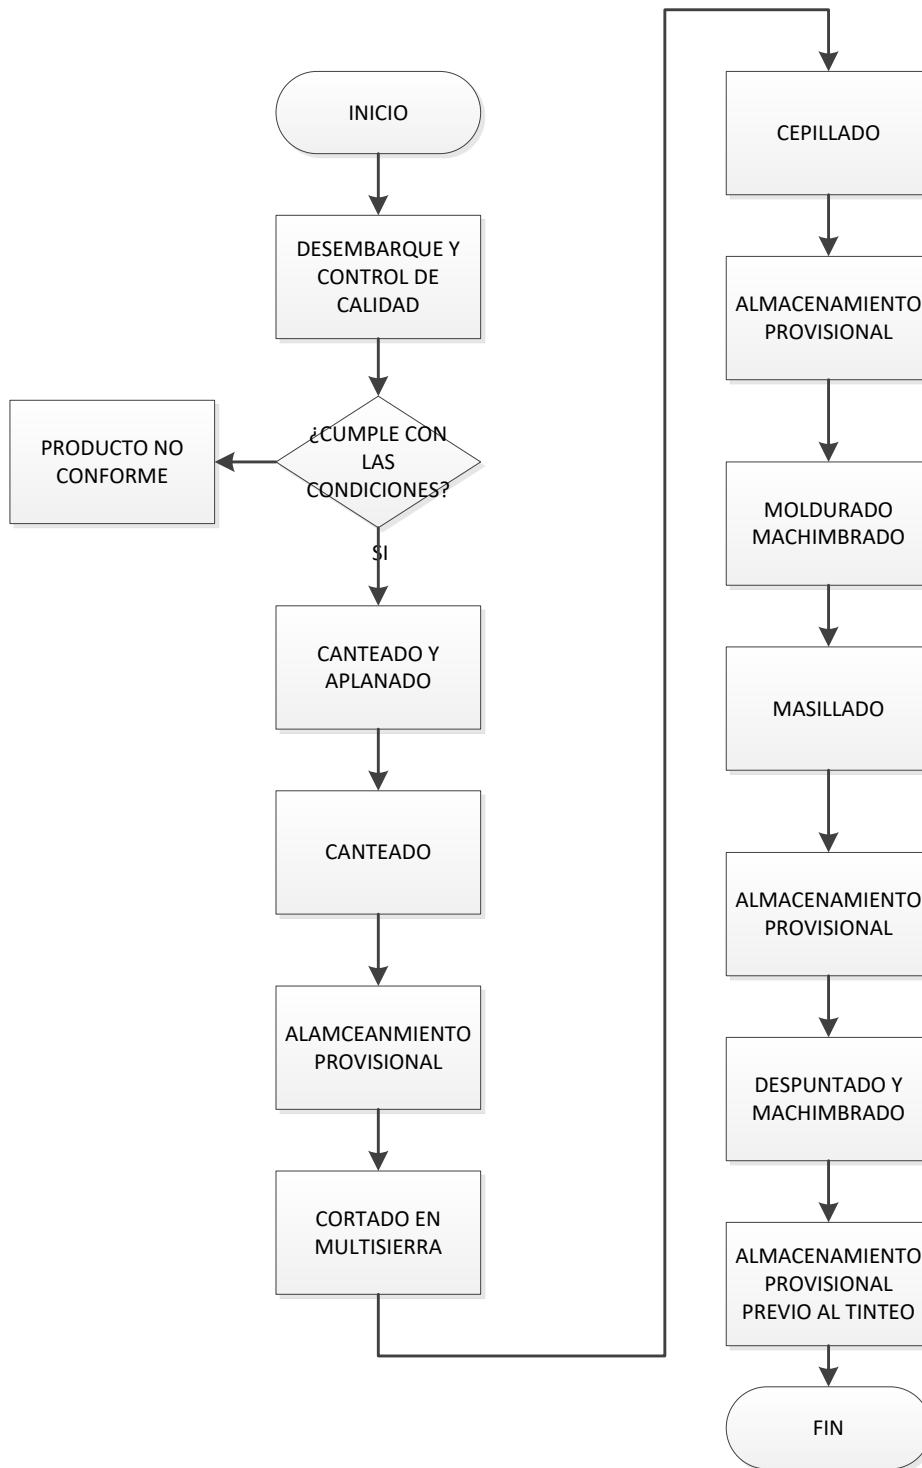 INICIO
DESEMBARQUE Y
CONTROL DE
CALIDAD
¿CUMPLE CON
LAS
CONDICIONES?
PRODUCTO NO
CONFORME
SI
CANTEADO Y
APLANADO
CANTEADO
ALAMCEANMIENTO
PROVISIONAL
CORTADO EN
MULTISIERRA
CEPILLADO
ALMACENAMIENTO
PROVISIONAL
MOLDURADO
MACHIMBRADO
MASILLADO
ALMACENAMIENTO
PROVISIONAL
DESPUNTADO Y
MACHIMBRADO
ALMACENAMIENTO
PROVISIONAL
PREVIO AL TINTEO
FIN